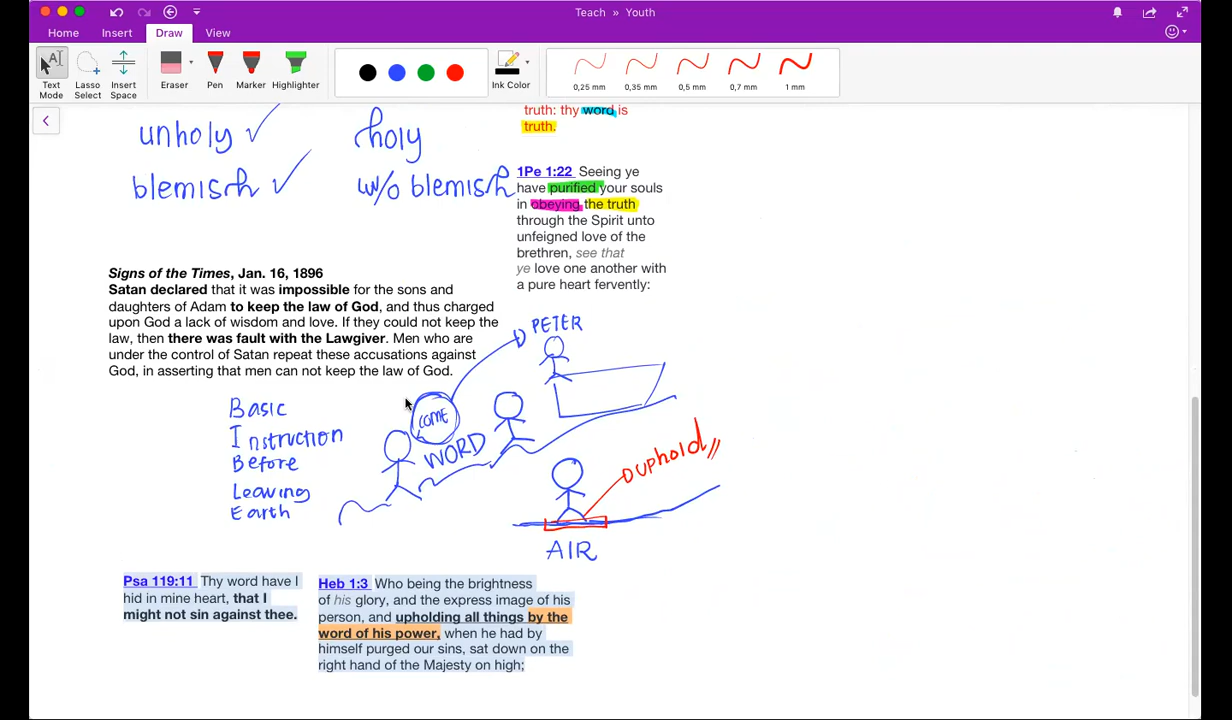 Teach » Youth
Home Insert Draw View
Text Mode
Lasso Select
Insert Space
Eraser
Pen
Marker
Highlighter
Ink Color
0,25 mm
0,35 mm
0,5 mm
0,7 mm
1 mm
truth: thy word is
truth.
unholy holy
blemish w/o blemish
1Pe 1:22 Seeing ye
have purified your souls
in obeying the truth
through the Spirit unto
unfeigned love of the
brethren, see that
ye love one another with
a pure heart fervently:
Signs of the Times, Jan. 16, 1896
Satan declared that it was impossible for the sons and
daughters of Adam to keep the law of God, and thus charged
upon God a lack of wisdom and love. If they could not keep the
law, then there was fault with the Lawgiver. Men who are
under the control of Satan repeat these accusations against
God, in asserting that men can not keep the law of God.
PETER
Basic
Instruction
Before
Leaving
Earth
COME
WORD
uphold
AIR
Psa 119:11 Thy word have I
hid in mine heart, that I
might not sin against thee.
Heb 1:3 Who being the brightness
of his glory, and the express image of his
person, and upholding all things by the
word of his power, when he had by
himself purged our sins, sat down on the
right hand of the Majesty on high;